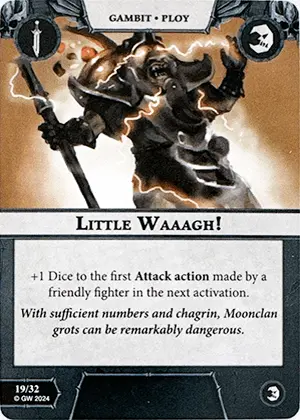 GAMBIT • PLOY
LITTLE WAAAGH!
+1 Dice to the first Attack action made by a
friendly fighter in the next activation.
With sufficient numbers and chagrin, Moonclan
grots can be remarkably dangerous.
19/32
© GW 2024